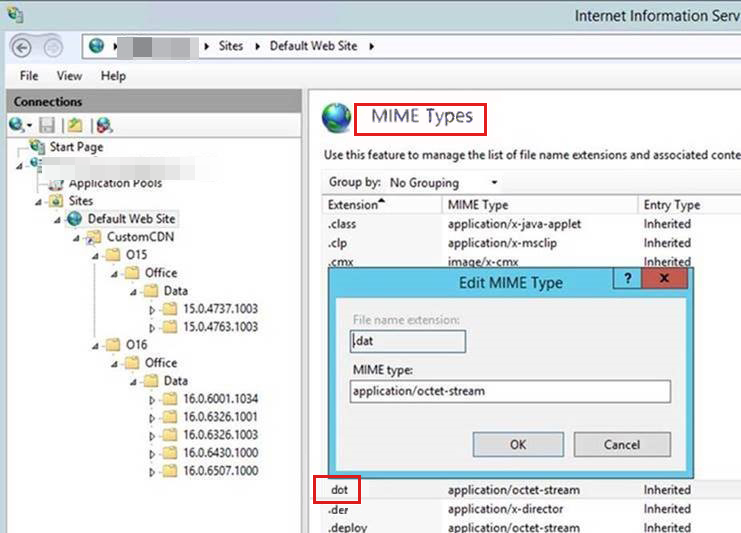 Internet Information Serv
Sites Default Web Site
File View Help
Connections
Start Page
Application Pools
Sites
Default Web Site
CustomCDN
O15
Office
Data
15.0.4737.1003
15.0.4763.1003
O16
Office
Data
16.0.6001.1034
16.0.6326.1001
16.0.6326.1003
16.0.6430.1000
16.0.6507.1000
MIME Types
Use this feature to manage the list of file name extensions and associated conte
Group by: No Grouping
Extension MIME Type Entry Type
.class application/x-java-applet Inherited
.clp application/x-msclip Inherited
.cmx image/x-cmx Inherited
Edit MIME Type ? x
File name extension:
.dat
MIME type:
application/octet-stream
OK Cancel
dot application/octet-stream Inherited
.der application/x-director Inherited
.deploy application/octet-stream Inherited